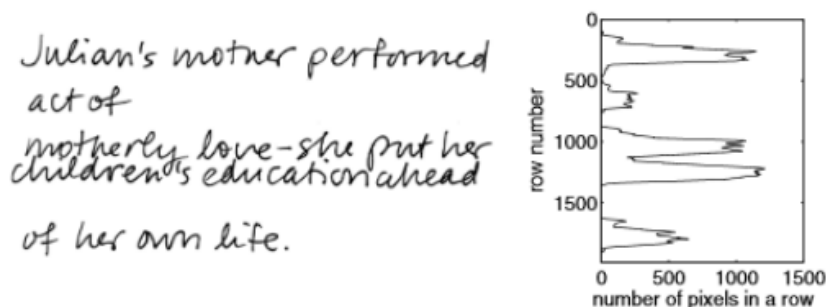 Julian's mother performed
act of
motherly love-she put her
children's education ahead
of her own life.
0
500
1000
1500
row number
0 500 1000 1500
number of pixels in a row